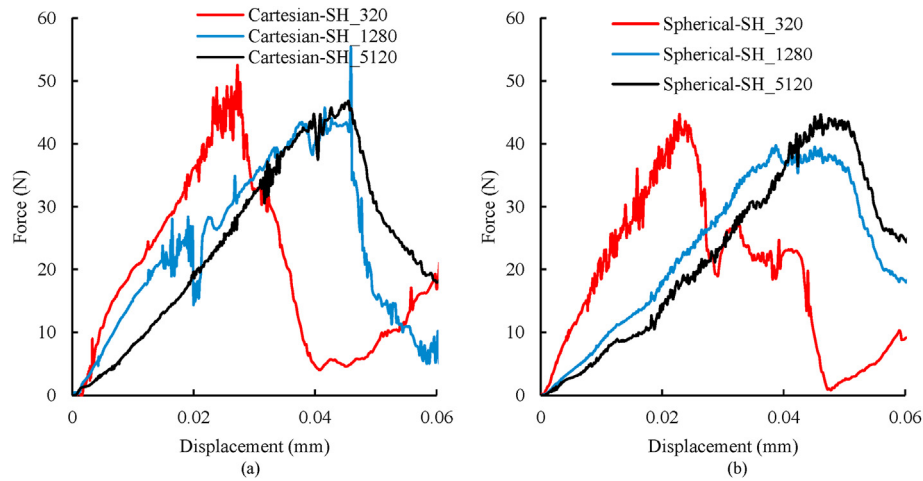 Cartesian-SH_320
Cartesian-SH_1280
Cartesian-SH_5120
60
50
40
30
20
10
0
Force (N)
0
0.02
0.04
0.06
Displacement (mm)
(a)
Spherical-SH_320
Spherical-SH_1280
Spherical-SH_5120
60
50
40
30
20
10
0
Force (N)
0
0.02
0.04
0.06
Displacement (mm)
(b)